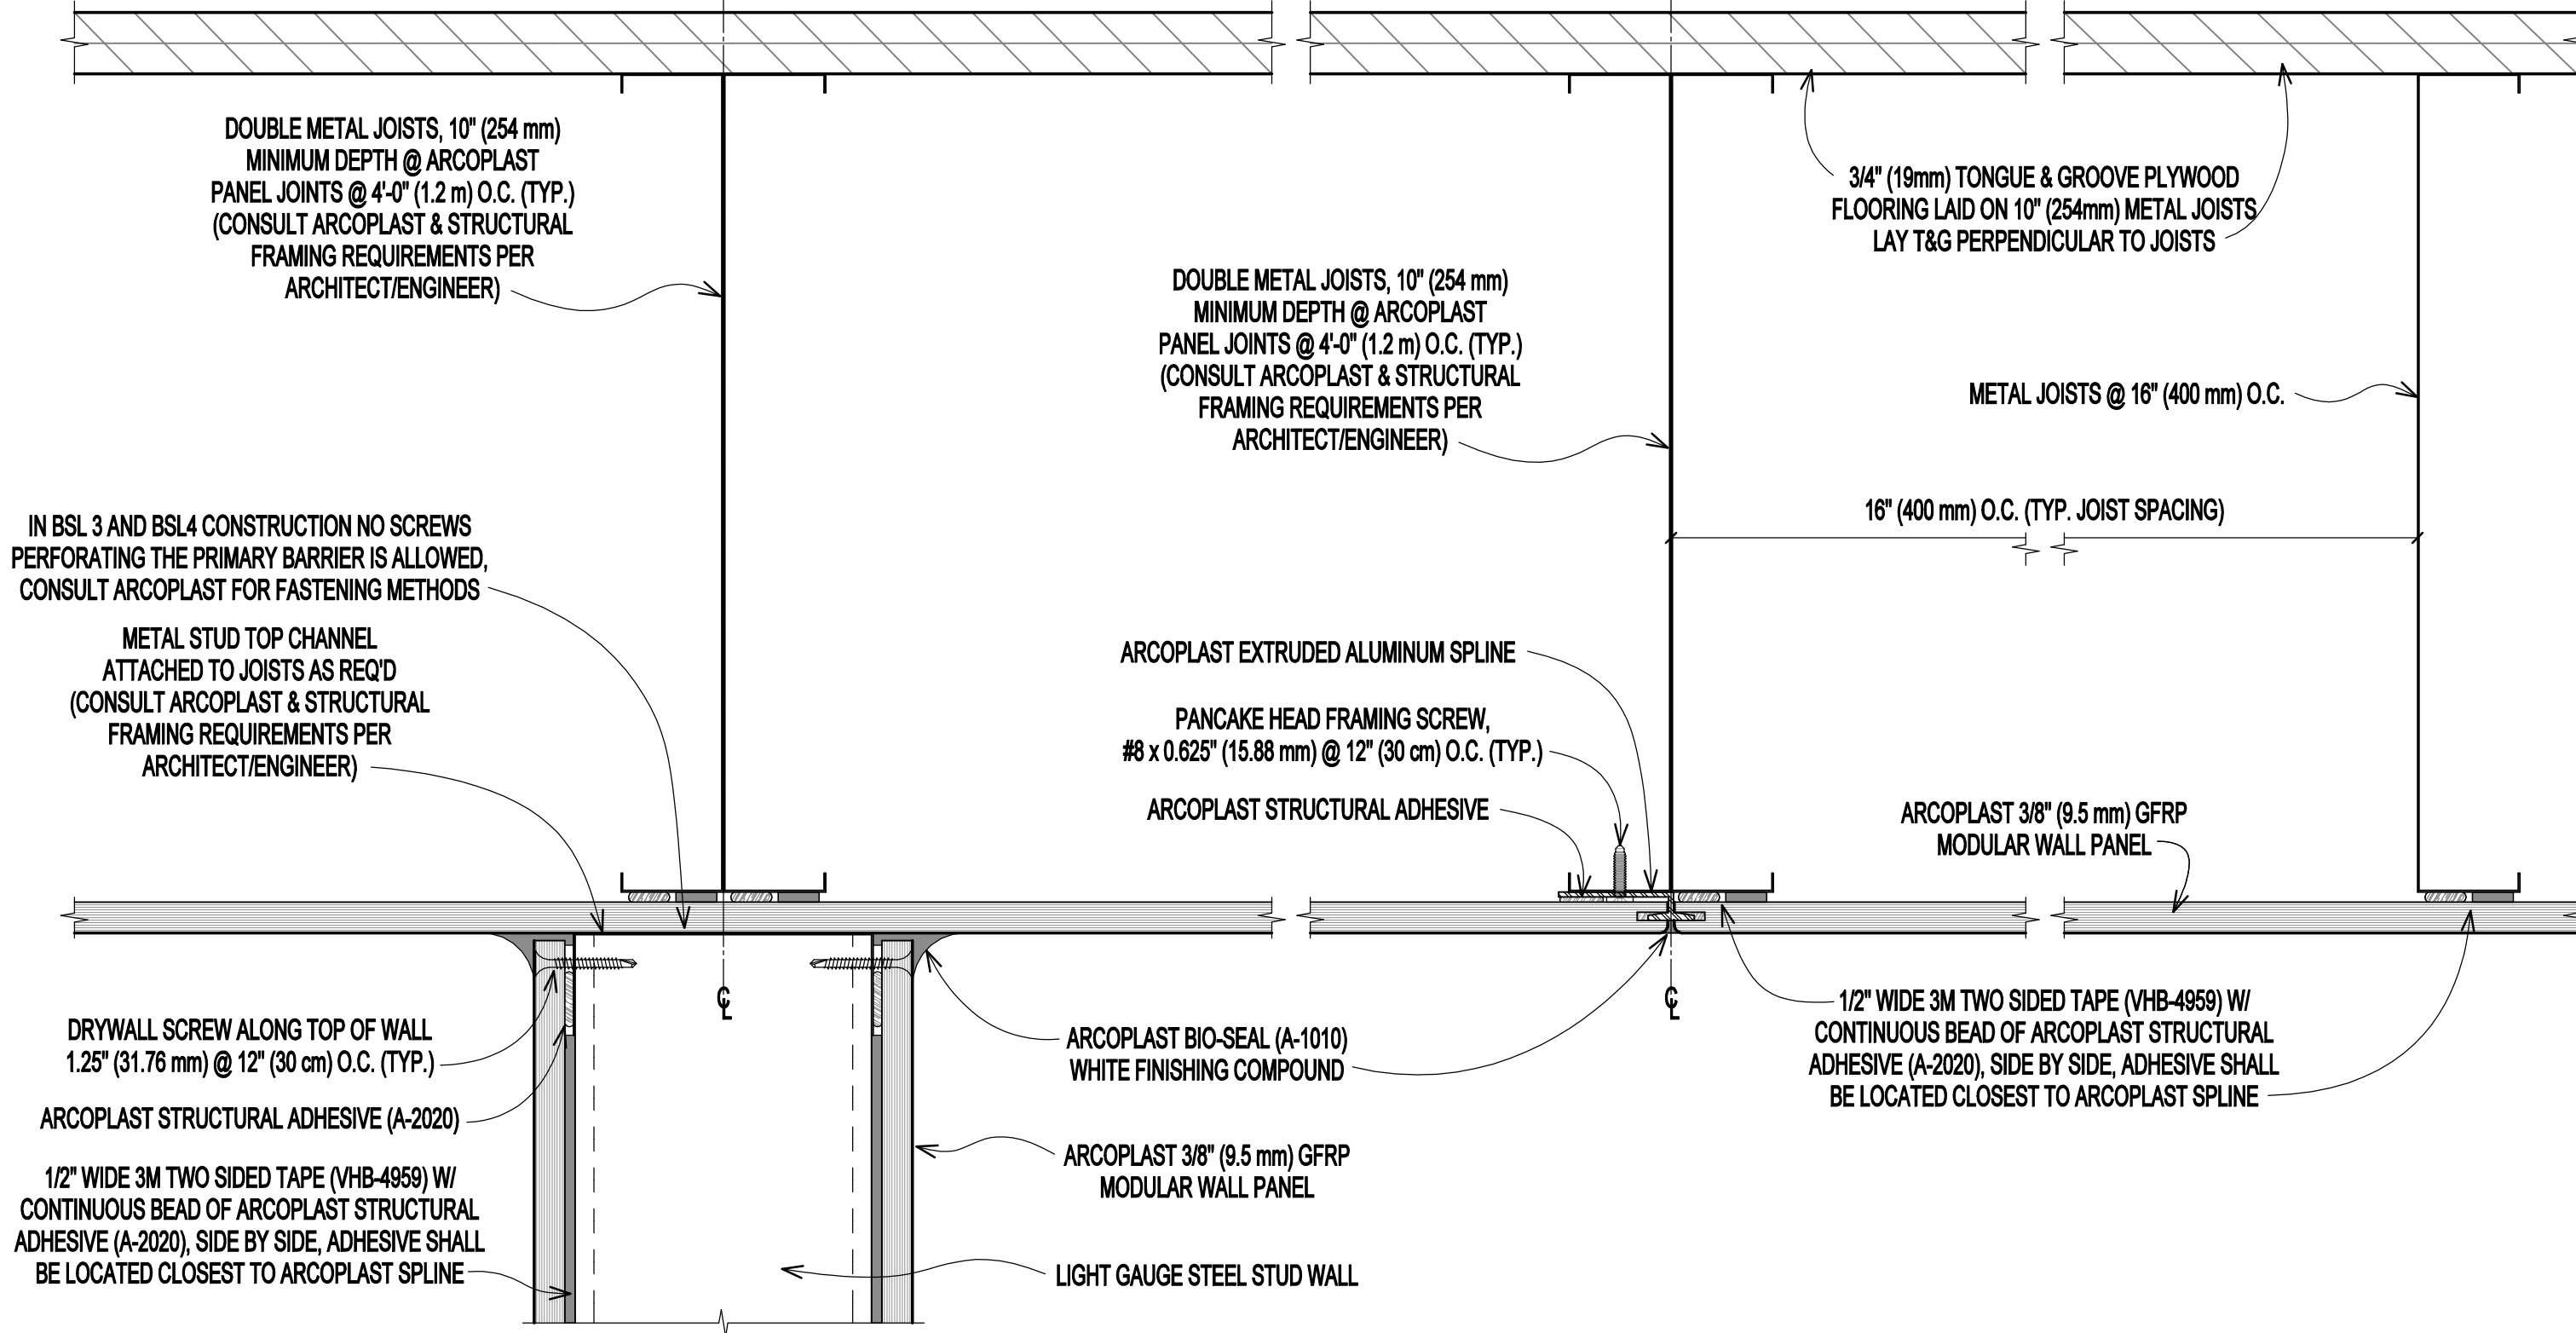 DOUBLE METAL JOISTS, 10" (254 mm)
MINIMUM DEPTH @ ARCOPLAST
PANEL JOINTS @ 4'-0" (1.2 m) O.C. (TYP.)
(CONSULT ARCOPLAST & STRUCTURAL
FRAMING REQUIREMENTS PER
ARCHITECT/ENGINEER)
3/4" (19mm) TONGUE & GROOVE PLYWOOD
FLOORING LAID ON 10" (254mm) METAL JOISTS
LAY T&G PERPENDICULAR TO JOISTS
DOUBLE METAL JOISTS, 10" (254 mm)
MINIMUM DEPTH @ ARCOPLAST
PANEL JOINTS @ 4'-0" (1.2 m) O.C. (TYP.)
(CONSULT ARCOPLAST & STRUCTURAL
FRAMING REQUIREMENTS PER
ARCHITECT/ENGINEER)
METAL JOISTS @ 16" (400 mm) O.C.
16" (400 mm) O.C. (TYP. JOIST SPACING)
IN BSL 3 AND BSL4 CONSTRUCTION NO SCREWS
PERFORATING THE PRIMARY BARRIER IS ALLOWED,
CONSULT ARCOPLAST FOR FASTENING METHODS
METAL STUD TOP CHANNEL
ATTACHED TO JOISTS AS REQ'D
(CONSULT ARCOPLAST & STRUCTURAL
FRAMING REQUIREMENTS PER
ARCHITECT/ENGINEER)
ARCOPLAST EXTRUDED ALUMINUM SPLINE
PANCAKE HEAD FRAMING SCREW,
#8 x 0.625" (15.88 mm) @ 12" (30 cm) O.C. (TYP.)
ARCOPLAST STRUCTURAL ADHESIVE
ARCOPLAST 3/8" (9.5 mm) GFRP
MODULAR WALL PANEL
CL
CL
DRYWALL SCREW ALONG TOP OF WALL
1.25" (31.76 mm) @ 12" (30 cm) O.C. (TYP.)
ARCOPLAST STRUCTURAL ADHESIVE (A-2020)
1/2" WIDE 3M TWO SIDED TAPE (VHB-4959) W/
CONTINUOUS BEAD OF ARCOPLAST STRUCTURAL
ADHESIVE (A-2020), SIDE BY SIDE, ADHESIVE SHALL
BE LOCATED CLOSEST TO ARCOPLAST SPLINE
ARCOPLAST BIO-SEAL (A-1010)
WHITE FINISHING COMPOUND
ARCOPLAST 3/8" (9.5 mm) GFRP
MODULAR WALL PANEL
LIGHT GAUGE STEEL STUD WALL
1/2" WIDE 3M TWO SIDED TAPE (VHB-4959) W/
CONTINUOUS BEAD OF ARCOPLAST STRUCTURAL
ADHESIVE (A-2020), SIDE BY SIDE, ADHESIVE SHALL
BE LOCATED CLOSEST TO ARCOPLAST SPLINE